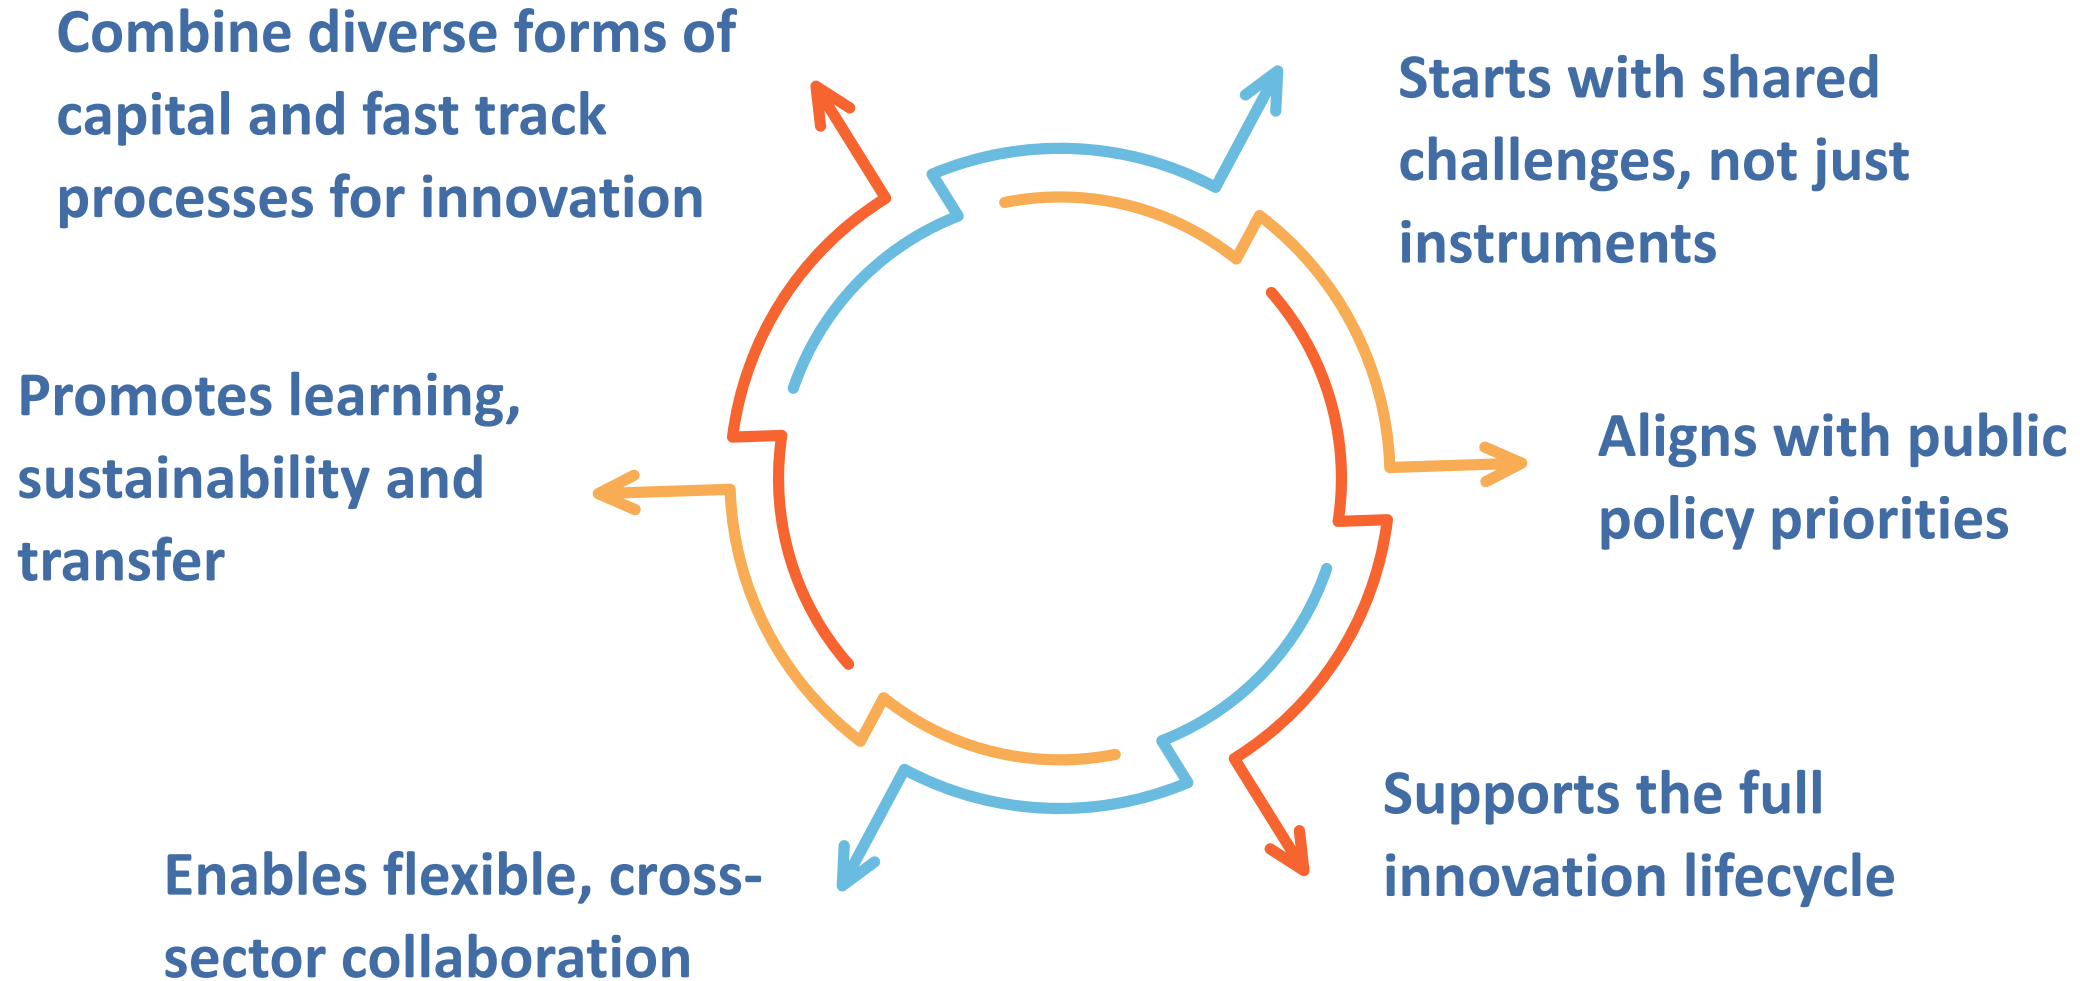 Combine diverse forms of
capital and fast track
processes for innovation
Starts with shared
challenges, not just
instruments
Promotes learning,
sustainability and
transfer
Aligns with public
policy priorities
Enables flexible, cross-
sector collaboration
Supports the full
innovation lifecycle